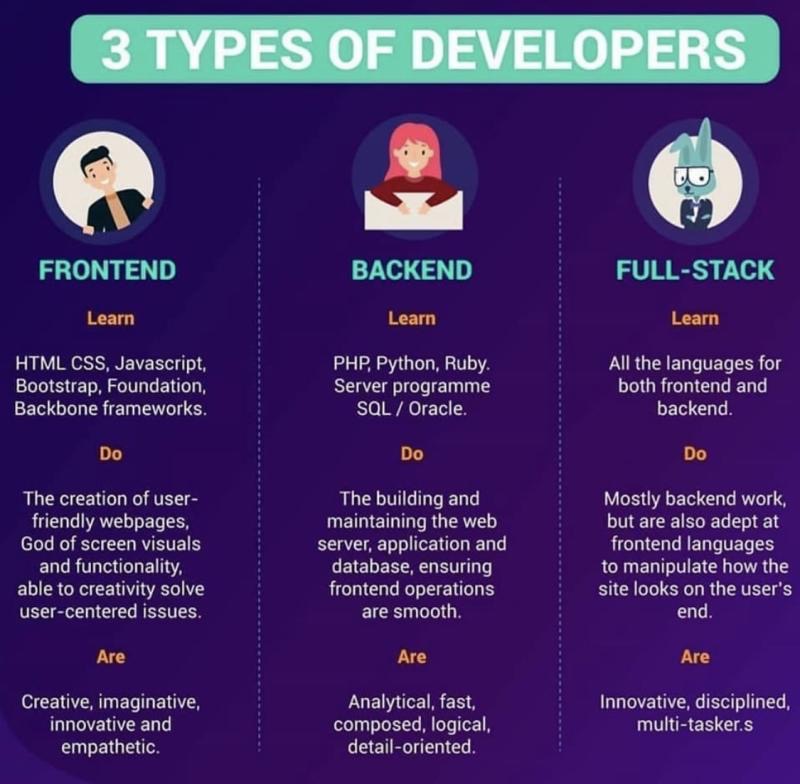 3 TYPES OF DEVELOPERS
FRONTEND
Learn
HTML CSS, Javascript,
Bootstrap, Foundation,
Backbone frameworks.
Do
The creation of user-
friendly webpages,
God of screen visuals
and functionality,
able to creativity solve
user-centered issues.
Are
Creative, imaginative,
innovative and
empathetic.
BACKEND
Learn
PHP, Python, Ruby.
Server programme
SQL / Oracle.
Do
The building and
maintaining the web
server, application and
database, ensuring
frontend operations
are smooth.
Are
Analytical, fast,
composed, logical,
detail-oriented.
FULL-STACK
Learn
All the languages for
both frontend and
backend.
Do
Mostly backend work,
but are also adept at
frontend languages
to manipulate how the
site looks on the user's
end.
Are
Innovative, disciplined,
multi-tasker.s